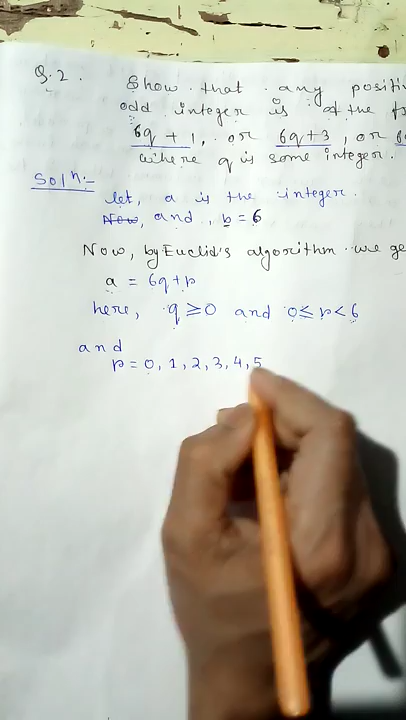 Q.2. Show that any positi
odd integer is of the fo
6q + 1, or 6q+3, or 6
where q is some integer.
Solⁿ:-
let, a is the integer.
Now, and, b = 6
Now, by Euclid's algorithm we ge
a = 6q+r
here, q ≥ 0 and 0 ≤ r < 6
and
r = 0, 1, 2, 3, 4, 5